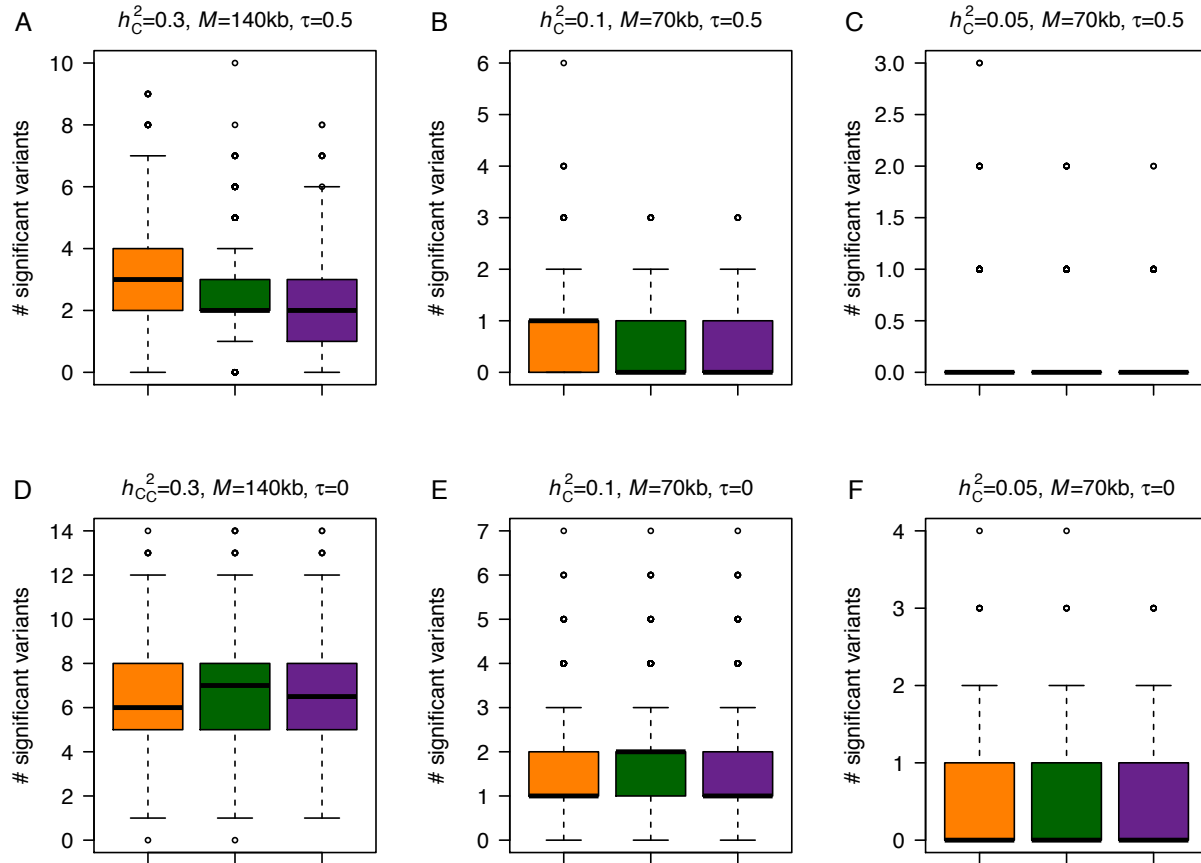 A
h²C=0.3, M=140kb, τ=0.5
# significant variants
10
8
6
4
2
0
B
h²C=0.1, M=70kb, τ=0.5
# significant variants
6
5
4
3
2
1
0
C
h²C=0.05, M=70kb, τ=0.5
# significant variants
3.0
2.5
2.0
1.5
1.0
0.5
0.0
D
h²CC=0.3, M=140kb, τ=0
# significant variants
14
12
10
8
6
4
2
0
E
h²C=0.1, M=70kb, τ=0
# significant variants
7
6
5
4
3
2
1
0
F
h²C=0.05, M=70kb, τ=0
# significant variants
4
3
2
1
0